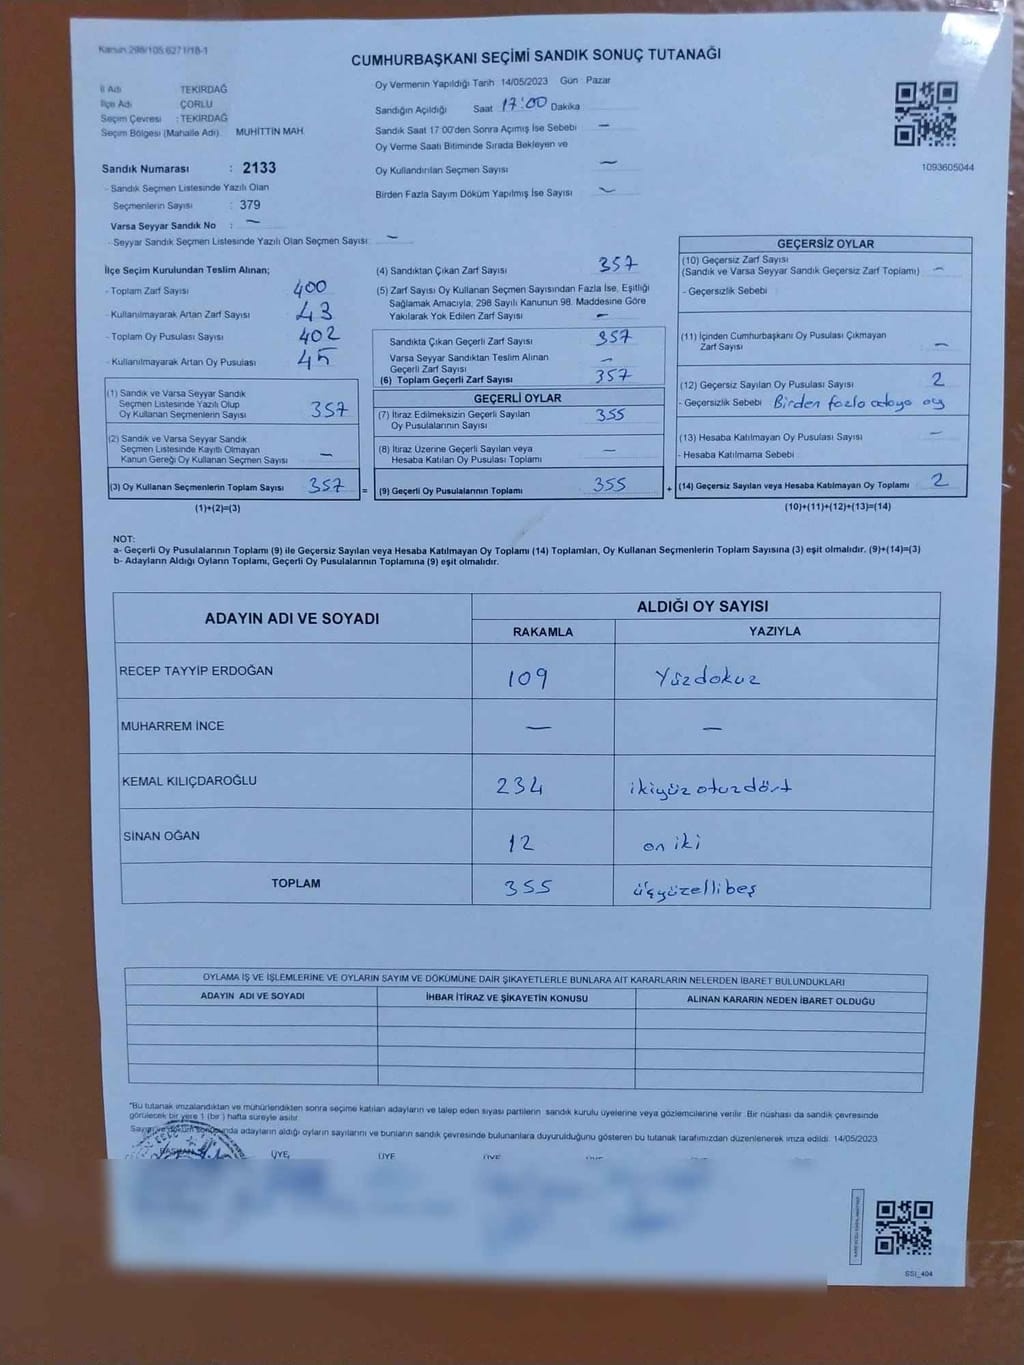 Kanun:298/105.6271/18-1
CUMHURBAŞKANI SEÇİMİ SANDIK SONUÇ TUTANAĞI
İl Adı TEKİRDAĞ
İlçe Adı ÇORLU
Seçim Çevresi : TEKİRDAĞ
Seçim Bölgesi (Mahalle Adı) MUHİTTİN MAH.
Sandık Numarası : 2133
- Sandık Seçmen Listesinde Yazılı Olan
Seçmenlerin Sayısı : 379
Varsa Seyyar Sandık No : —
- Seyyar Sandık Seçmen Listesinde Yazılı Olan Seçmen Sayısı: —
Oy Vermenin Yapıldığı Tarih 14/05/2023 Gün : Pazar
Sandığın Açıldığı Saat 17:00 Dakika
Sandık Saat 17 00'den Sonra Açımış İse Sebebi —
Oy Verme Saati Bitiminde Sırada Bekleyen ve
Oy Kullandırılan Seçmen Sayısı —
Birden Fazla Sayım Döküm Yapılmış İse Sayısı —
1093605044
İlçe Seçim Kurulundan Teslim Alınan;
- Toplam Zarf Sayısı 400
- Kullanılmayarak Artan Zarf Sayısı 43
- Toplam Oy Pusulası Sayısı 402
- Kullanılmayarak Artan Oy Pusulası 45
(1) Sandık ve Varsa Seyyar Sandık
Seçmen Listesinde Yazılı Olup
Oy Kullanan Seçmenlerin Sayısı 357
(2) Sandık ve Varsa Seyyar Sandık
Seçmen Listesinde Kayıtlı Olmayan
Kanun Gereği Oy Kullanan Seçmen Sayısı —
(3) Oy Kullanan Seçmenlerin Toplam Sayısı 357 =
(1)+(2)=(3)
(4) Sandıktan Çıkan Zarf Sayısı 357
(5) Zarf Sayısı Oy Kullanan Seçmen Sayısından Fazla İse, Eşitliği
Sağlamak Amacıyla; 298 Sayılı Kanunun 98. Maddesine Göre
Yakılarak Yok Edilen Zarf Sayısı —
Sandıkta Çıkan Geçerli Zarf Sayısı 357
Varsa Seyyar Sandıktan Teslim Alınan
Geçerli Zarf Sayısı —
(6) Toplam Geçerli Zarf Sayısı 357
GEÇERLİ OYLAR
(7) İtiraz Edilmeksizin Geçerli Sayılan
Oy Pusulalarının Sayısı 355
(8) İtiraz Üzerine Geçerli Sayılan veya
Hesaba Katılan Oy Pusulası Toplamı —
(9) Geçerli Oy Pusulalarının Toplamı 355 +
GEÇERSİZ OYLAR
(10) Geçersiz Zarf Sayısı
(Sandık ve Varsa Seyyar Sandık Geçersiz Zarf Toplamı) —
- Geçersizlik Sebebi
(11) İçinden Cumhurbaşkanı Oy Pusulası Çıkmayan
Zarf Sayısı —
(12) Geçersiz Sayılan Oy Pusulası Sayısı 2
- Geçersizlik Sebebi Birden fazla adaya oy
(13) Hesaba Katılmayan Oy Pusulası Sayısı —
- Hesaba Katılmama Sebebi
(14) Geçersiz Sayılan veya Hesaba Katılmayan Oy Toplamı 2
(10)+(11)+(12)+(13)=(14)
NOT:
a- Geçerli Oy Pusulalarının Toplamı (9) ile Geçersiz Sayılan veya Hesaba Katılmayan Oy Toplamı (14) Toplamları, Oy Kullanan Seçmenlerin Toplam Sayısına (3) eşit olmalıdır. (9)+(14)=(3)
b- Adayların Aldığı Oyların Toplamı, Geçerli Oy Pusulalarının Toplamına (9) eşit olmalıdır.
ADAYIN ADI VE SOYADI ALDIĞI OY SAYISI
RAKAMLA YAZIYLA
RECEP TAYYİP ERDOĞAN 109 Yüzdokuz
MUHARREM İNCE — —
KEMAL KILIÇDAROĞLU 234 ikiyüz otuzdört
SİNAN OĞAN 12 on iki
TOPLAM 355 üçyüzellibeş
OYLAMA İŞ VE İŞLEMLERİNE VE OYLARIN SAYIM VE DÖKÜMÜNE DAİR ŞİKAYETLERLE BUNLARA AİT KARARLARIN NELERDEN İBARET BULUNDUKLARI
ADAYIN ADI VE SOYADI İHBAR İTİRAZ VE ŞİKAYETİN KONUSU ALINAN KARARIN NEDEN İBARET OLDUĞU
"Bu tutanak imzalandıktan ve mühürlendikten sonra seçime katılan adayların ve talep eden siyasi partilerin sandık kurulu üyelerine veya gözlemcilerine verilir. Bir nüshası da sandık çevresinde
görülecek bir yere 1 (bir ) hafta süreyle asılır.
adayların aldığı oyların sayılarını ve bunların sandık çevresinde bulunanlara duyurulduğunu gösteren bu tutanak tarafımızdan düzenlenerek imza edildi. 14/05/2023
BAŞKAN ÜYE ÜYE ÜYE ÜYE
SSI_404